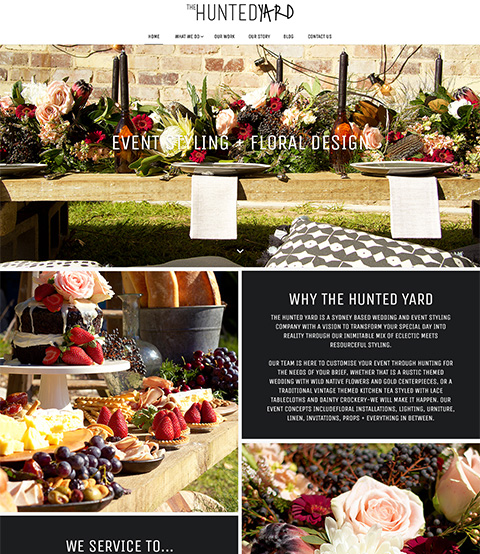 THE HUNTEDYARD
HOME WHAT WE DO OUR WORK OUR STORY BLOG CONTACT US
EVENT STYLING + FLORAL DESIGN
WHY THE HUNTED YARD
THE HUNTED YARD IS A SYDNEY BASED WEDDING AND EVENT STYLING
COMPANY WITH A VISION TO TRANSFORM YOUR SPECIAL DAY INTO
REALITY THROUGH OUR INIMITABLE MIX OF ECLECTIC MEETS
RESOURCEFUL STYLING.
OUR TEAM IS HERE TO CUSTOMISE YOUR EVENT THROUGH HUNTING FOR
THE NEEDS OF YOUR BRIEF, WHETHER THAT IS A RUSTIC THEMED
WEDDING WITH WILD NATIVE FLOWERS AND GOLD CENTERPIECES, OR A
TRADITIONAL VINTAGE THEMED KITCHEN TEA STYLED WITH LACE
TABLECLOTHS AND DAINTY CROCKERY-WE WILL MAKE IT HAPPEN. OUR
EVENT CONCEPTS INCLUDEFLORAL INSTALLATIONS, LIGHTING, URNITURE,
LINEN, INVITATIONS, PROPS + EVERYTHING IN BETWEEN.
WE SERVICE TO...